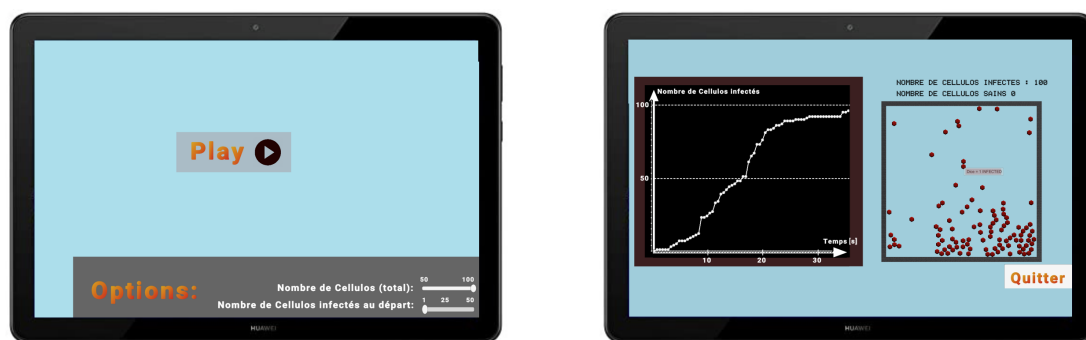 Play
Options:
50 100
Nombre de Cellulos (total):
1 25 50
Nombre de Cellulos infectés au départ:
HUAWEI
Nombre de Cellulos infectés
100
50
Temps [s]
10 20 30
NOMBRE DE CELLULOS INFECTES : 100
NOMBRE DE CELLULOS SAINS 0
Quitter
HUAWEI